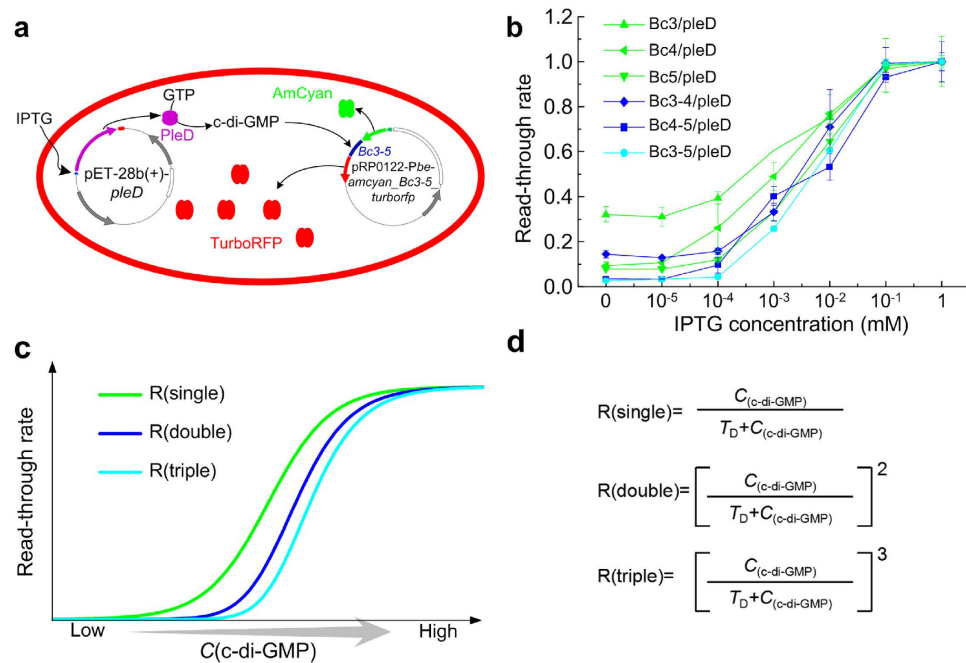 a
GTP
AmCyan
IPTG
PleD
c-di-GMP
Bc3-5
pET-28b(+)-
pleD
pRP0122-Pbe-
amcyan_Bc3-5_
turborfp
TurboRFP
b
Bc3/pleD
Bc4/pleD
Bc5/pleD
Bc3-4/pleD
Bc4-5/pleD
Bc3-5/pleD
Read-through rate
1.2
1.0
0.8
0.6
0.4
0.2
0.0
0 10⁻⁵ 10⁻⁴ 10⁻³ 10⁻² 10⁻¹ 1
IPTG concentration (mM)
c
R(single)
R(double)
R(triple)
Read-through rate
Low High
C(c-di-GMP)
d
R(single)= C(c-di-GMP) / TD+C(c-di-GMP)
R(double)= [ C(c-di-GMP) / TD+C(c-di-GMP) ]2
R(triple)= [ C(c-di-GMP) / TD+C(c-di-GMP) ]3